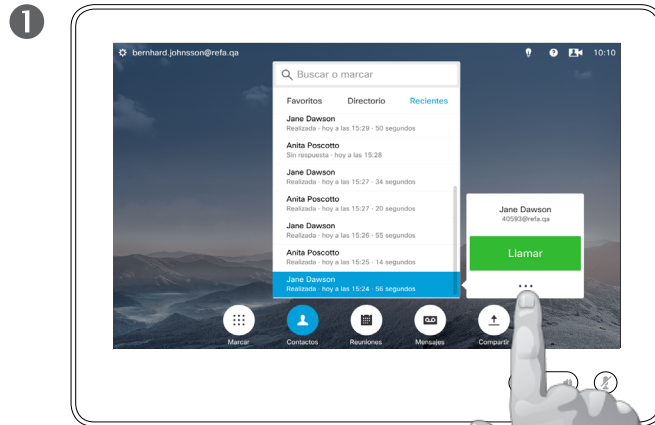 1
bernhard.johnsson@refa.qa
10:10
Buscar o marcar
Favoritos Directorio Recientes
Jane Dawson
Realizada - hoy a las 15:29 - 50 segundos
Anita Poscotto
Sin respuesta - hoy a las 15:28
Jane Dawson
Realizada - hoy a las 15:27 - 34 segundos
Anita Poscotto
Realizada - hoy a las 15:27 - 20 segundos
Jane Dawson
Realizada - hoy a las 15:26 - 55 segundos
Anita Poscotto
Realizada - hoy a las 15:25 - 14 segundos
Jane Dawson
Realizada - hoy a las 15:24 - 56 segundos
Jane Dawson
40593@refa.qa
Llamar
Marcar Contactos Reuniones Mensajes Compartir